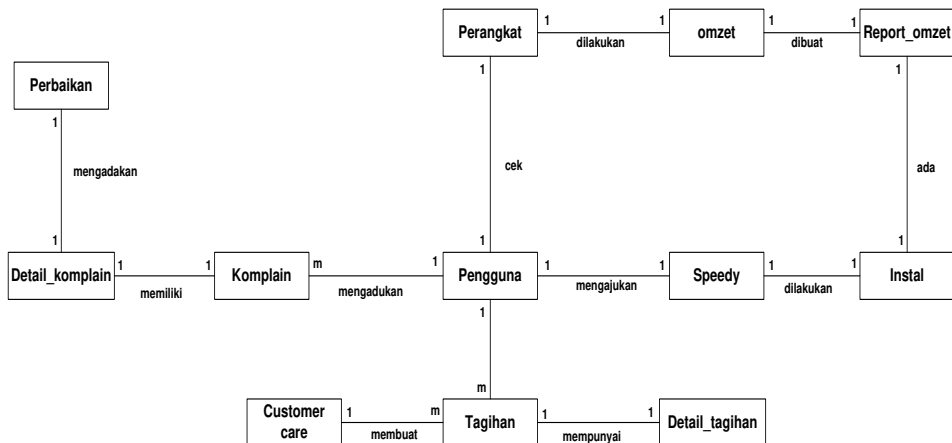 Perangkat 1 1 omzet 1 1 Report_omzet
dilakukan dibuat
1 1
Perbaikan
1
mengadakan cek ada
1 1 1
Detail_komplain 1 1 Komplain m 1 Pengguna 1 1 Speedy 1 1 Instal
memiliki mengadukan mengajukan dilakukan
1
m
Customer care 1 m Tagihan 1 1 Detail_tagihan
membuat mempunyai